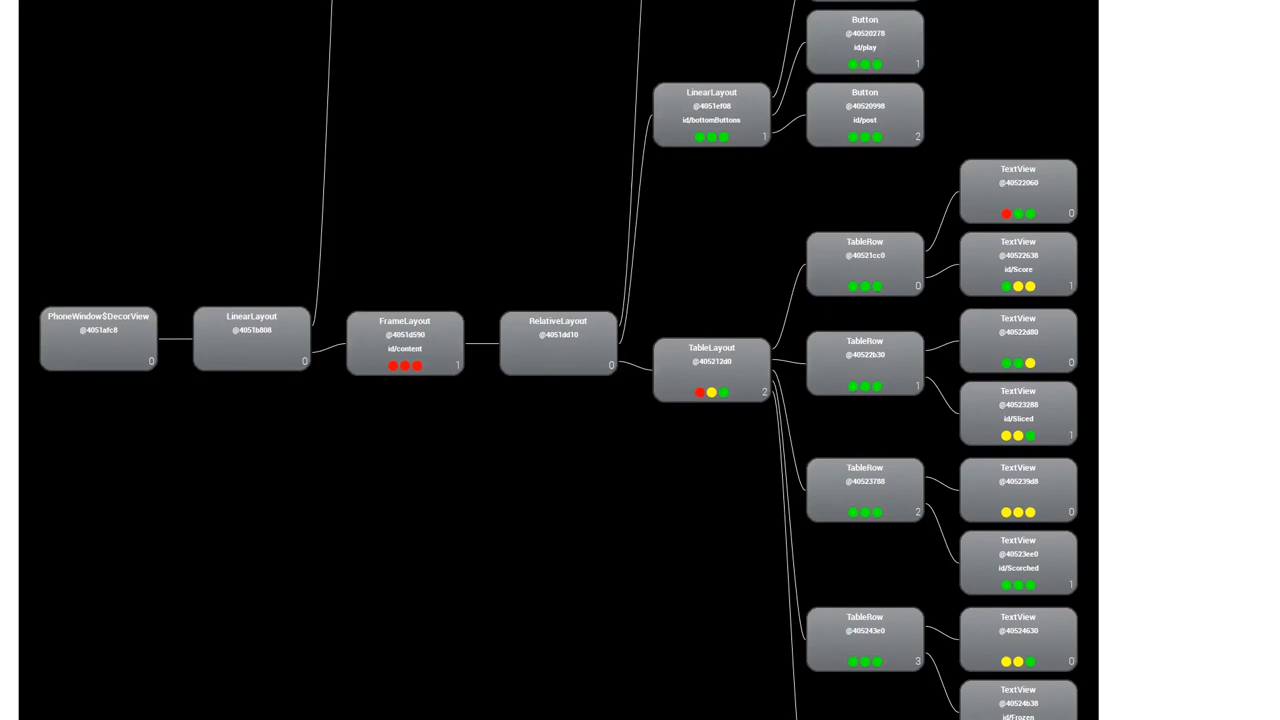 Button
@40520278
id/play
1
LinearLayout
@4051ef08
id/bottomButtons
1
Button
@40520998
id/post
2
TextView
@40522060
0
TableRow
@40521cc0
0
TextView
@40522638
id/Score
1
PhoneWindow$DecorView
@4051afc8
0
LinearLayout
@4051b808
0
FrameLayout
@4051d590
id/content
1
RelativeLayout
@4051dd10
0
TableLayout
@405212d0
2
TableRow
@40522b30
1
TextView
@40522d80
0
TextView
@40523288
id/Sliced
1
TableRow
@40523788
2
TextView
@405239d8
0
TextView
@40523ee0
id/Scorched
1
TableRow
@405243e0
3
TextView
@40524630
0
TextView
@40524b38
id/Frozen